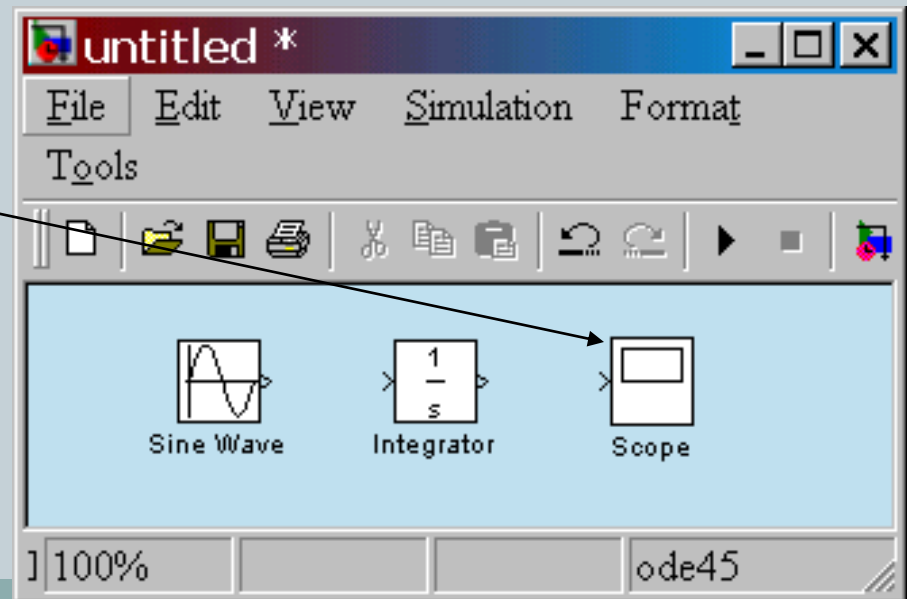 untitled *
File Edit View Simulation Format
Tools
1
s
Sine Wave Integrator Scope
100% ode45